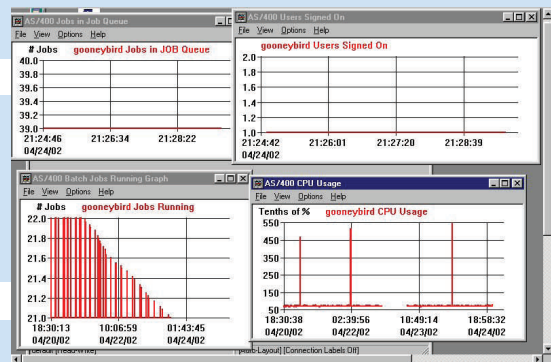 AS/400 Jobs in Job Queue
File View Options Help
# Jobs gooneybird Jobs in JOB Queue
40.0
39.8
39.6
39.4
39.2
39.0
21:24:46 21:26:34 21:28:22
04/24/02
AS/400 Users Signed On
File View Options Help
gooneybird Users Signed On
2.0
1.8
1.6
1.4
1.2
1.0
21:24:42 21:26:01 21:27:20 21:28:39
04/24/02
AS/400 Batch Jobs Running Graph
File View Options Help
# Jobs gooneybird Jobs Running
22.0
21.8
21.6
21.4
21.2
21.0
18:30:13 10:06:59 01:43:45
04/20/02 04/22/02 04/24/02
AS/400 CPU Usage
File View Options Help
Tenths of % gooneybird CPU Usage
550
450
350
250
150
50
18:30:38 02:39:56 10:49:14 18:58:32
04/20/02 04/22/02 04/23/02 04/24/02
[Connection Labels Off]